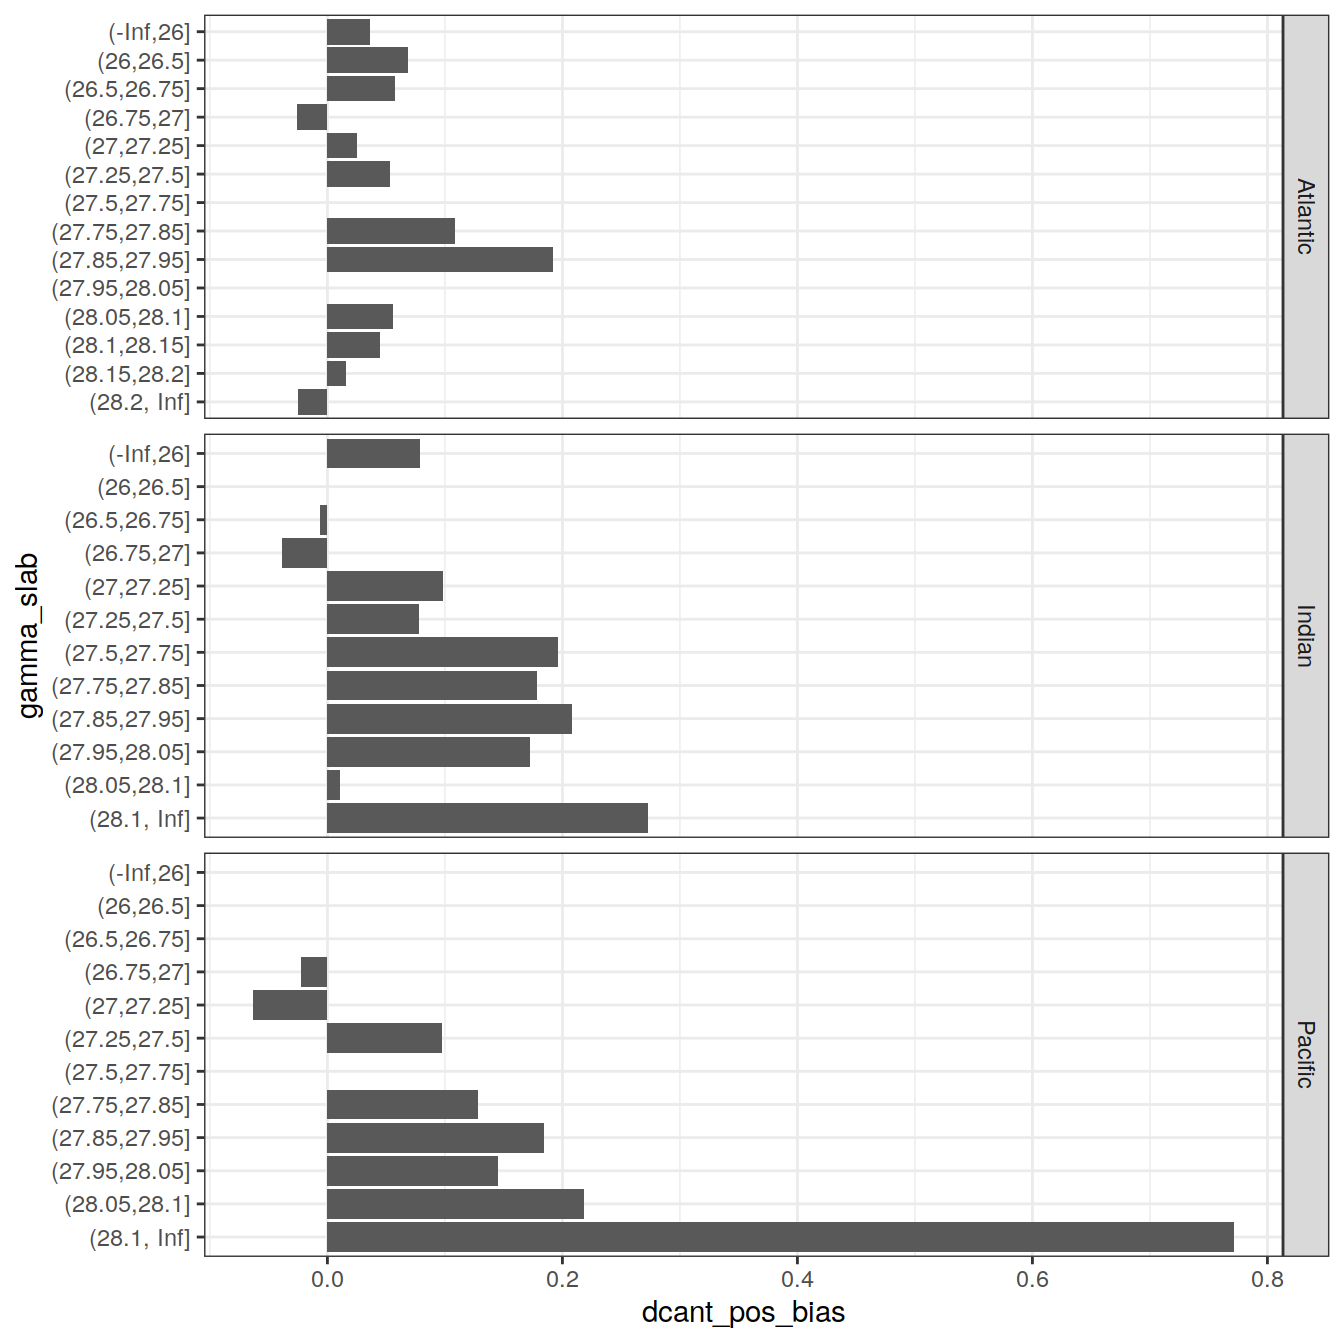 (-Inf,26]
(26,26.5]
(26.5,26.75]
(26.75,27]
(27,27.25]
(27.25,27.5]
(27.5,27.75]
(27.75,27.85]
(27.85,27.95]
(27.95,28.05]
(28.05,28.1]
(28.1,28.15]
(28.15,28.2]
(28.2, Inf]
Atlantic
gamma_slab
(-Inf,26]
(26,26.5]
(26.5,26.75]
(26.75,27]
(27,27.25]
(27.25,27.5]
(27.5,27.75]
(27.75,27.85]
(27.85,27.95]
(27.95,28.05]
(28.05,28.1]
(28.1, Inf]
Indian
(-Inf,26]
(26,26.5]
(26.5,26.75]
(26.75,27]
(27,27.25]
(27.25,27.5]
(27.5,27.75]
(27.75,27.85]
(27.85,27.95]
(27.95,28.05]
(28.05,28.1]
(28.1, Inf]
Pacific
0.0 0.2 0.4 0.6 0.8
dcant_pos_bias